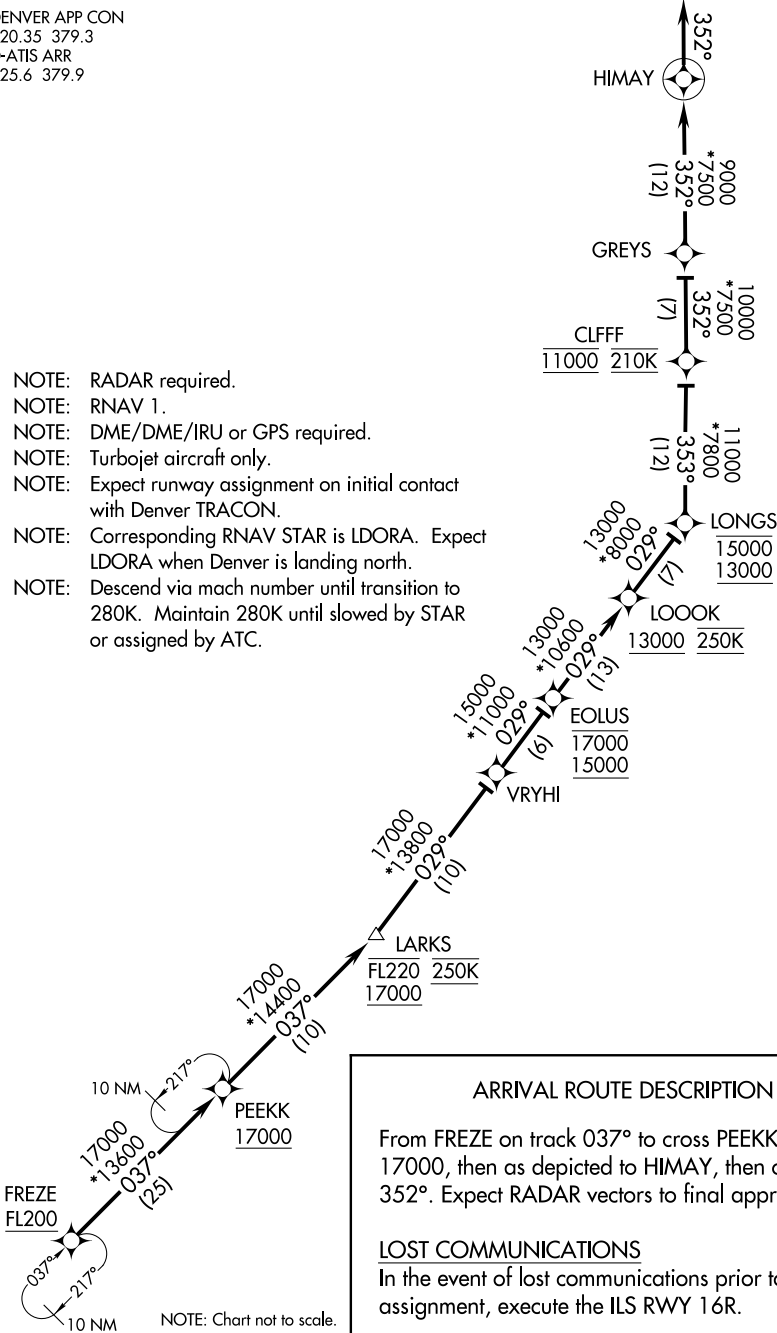 ENVER APP CON
20.35 379.3
-ATIS ARR
25.6 379.9
352°
HIMAY
9000
*7500
352°
(12)
GREYS
10000
*7500
352°
(7)
CLFFF
11000 210K
11000
*7800
353°
(12)
NOTE: RADAR required.
NOTE: RNAV 1.
NOTE: DME/DME/IRU or GPS required.
NOTE: Turbojet aircraft only.
NOTE: Expect runway assignment on initial contact
with Denver TRACON.
NOTE: Corresponding RNAV STAR is LDORA. Expect
LDORA when Denver is landing north.
NOTE: Descend via mach number until transition to
280K. Maintain 280K until slowed by STAR
or assigned by ATC.
LONGS
15000
13000
13000
*8000
029°
(7)
LOOOK
13000 250K
13000
*10600
029°
(13)
EOLUS
17000
15000
15000
*11000
029°
(6)
VRYHI
17000
*13800
029°
(10)
LARKS
FL220 250K
17000
17000
*14400
037°
(10)
10 NM
217°
PEEKK
17000
17000
*13600
037°
(25)
FREZE
FL200
037°
217°
10 NM
NOTE: Chart not to scale.
ARRIVAL ROUTE DESCRIPTION
From FREZE on track 037° to cross PEEKK
17000, then as depicted to HIMAY, then
352°. Expect RADAR vectors to final appr
LOST COMMUNICATIONS
In the event of lost communications prior to
assignment, execute the ILS RWY 16R.